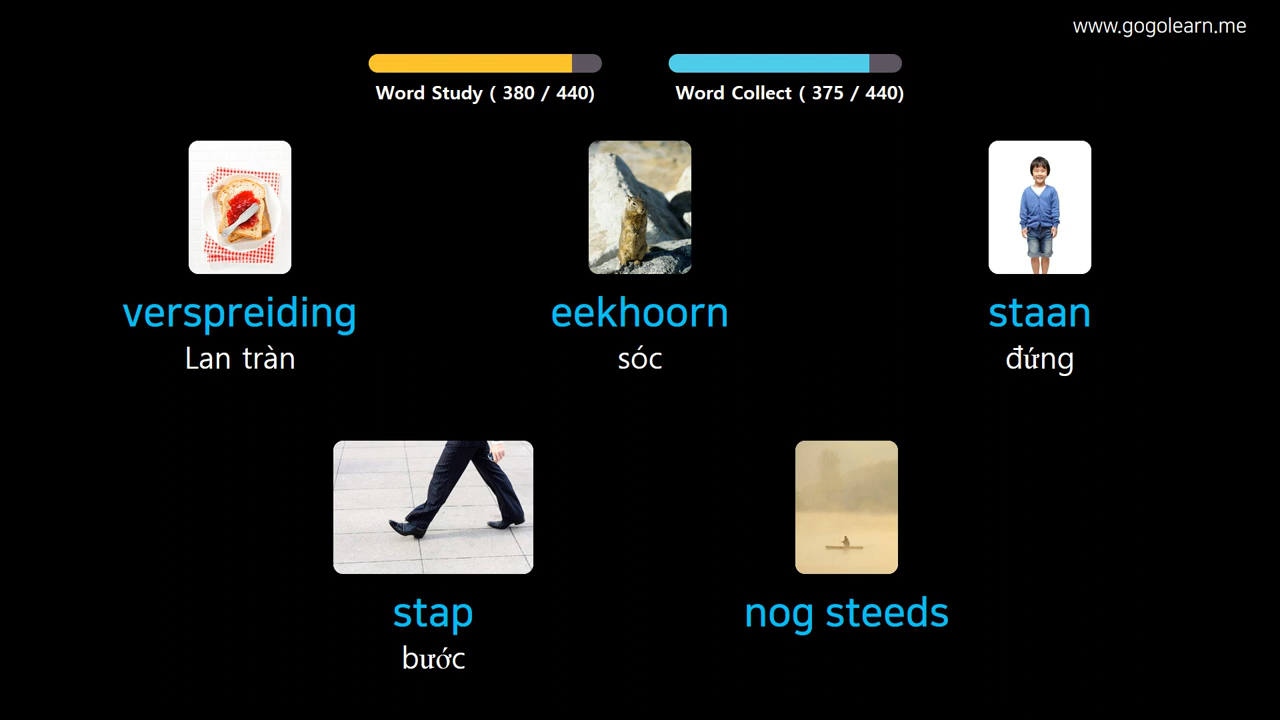 www.gogolearn.me
Word Study ( 380 / 440)
Word Collect ( 375 / 440)
verspreiding
Lan tràn
eekhoorn
sóc
staan
đứng
stap
bước
nog steeds